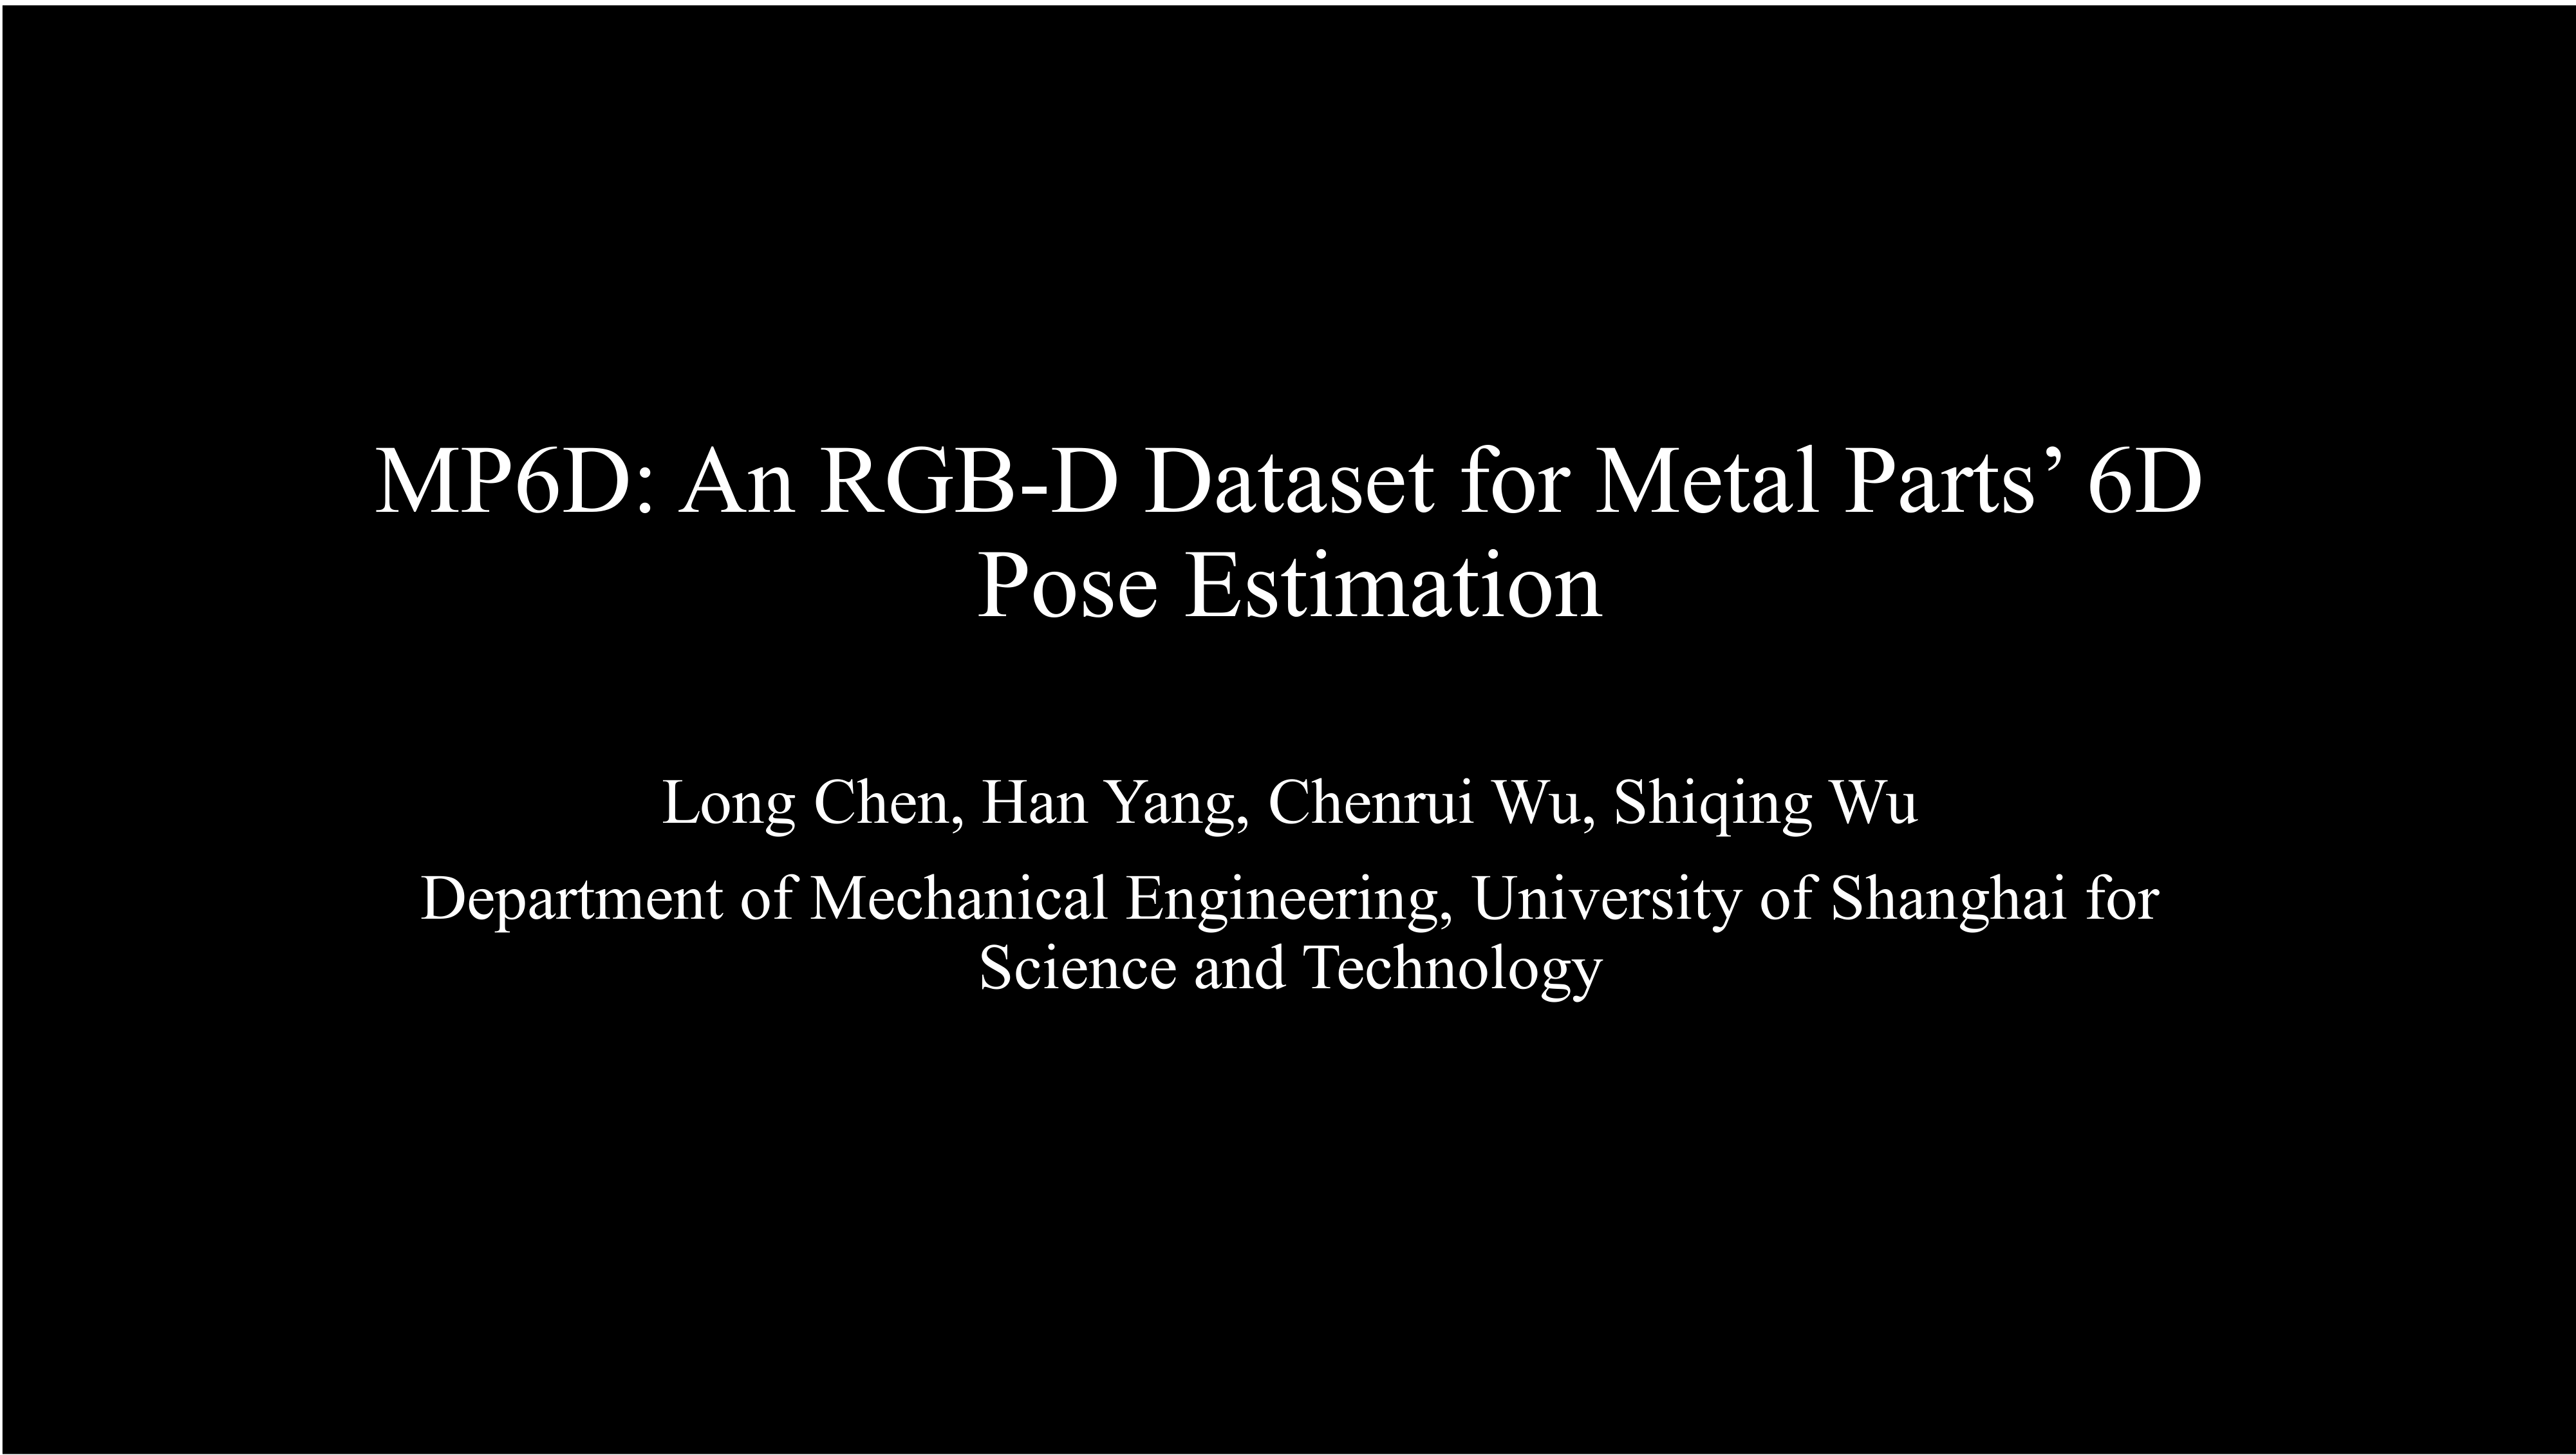 MP6D: An RGB-D Dataset for Metal Parts’ 6D
Pose Estimation
Long Chen, Han Yang, Chenrui Wu, Shiqing Wu
Department of Mechanical Engineering, University of Shanghai for
Science and Technology